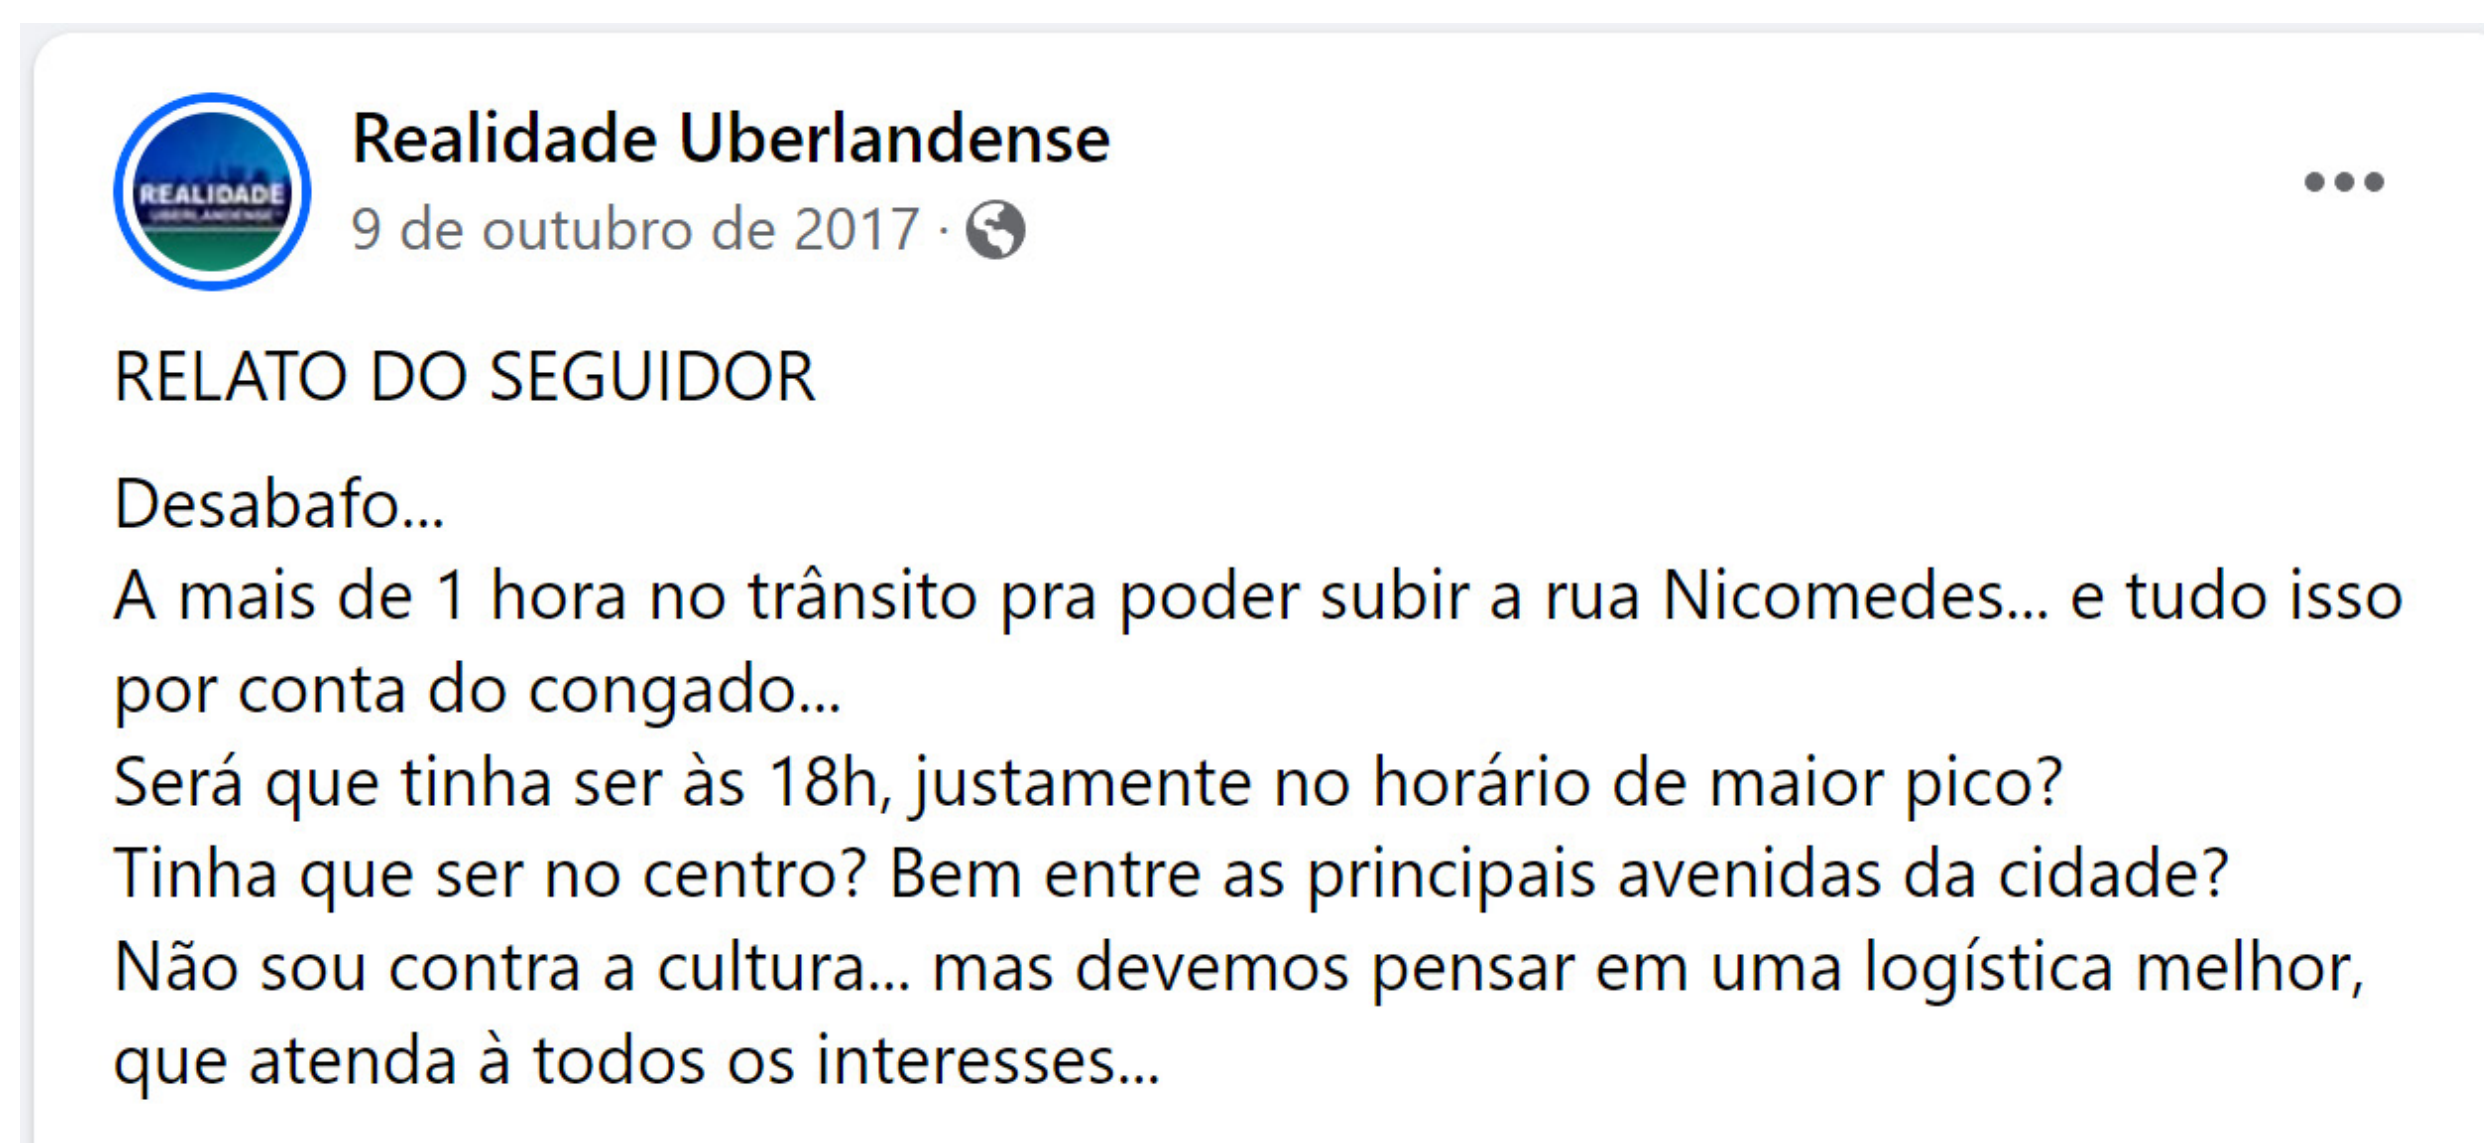 REALIDADE
UBERLANDENSE
Realidade Uberlandense
9 de outubro de 2017 ·
RELATO DO SEGUIDOR
Desabafo...
A mais de 1 hora no trânsito pra poder subir a rua Nicomedes... e tudo isso
por conta do congado...
Será que tinha ser às 18h, justamente no horário de maior pico?
Tinha que ser no centro? Bem entre as principais avenidas da cidade?
Não sou contra a cultura... mas devemos pensar em uma logística melhor,
que atenda à todos os interesses...